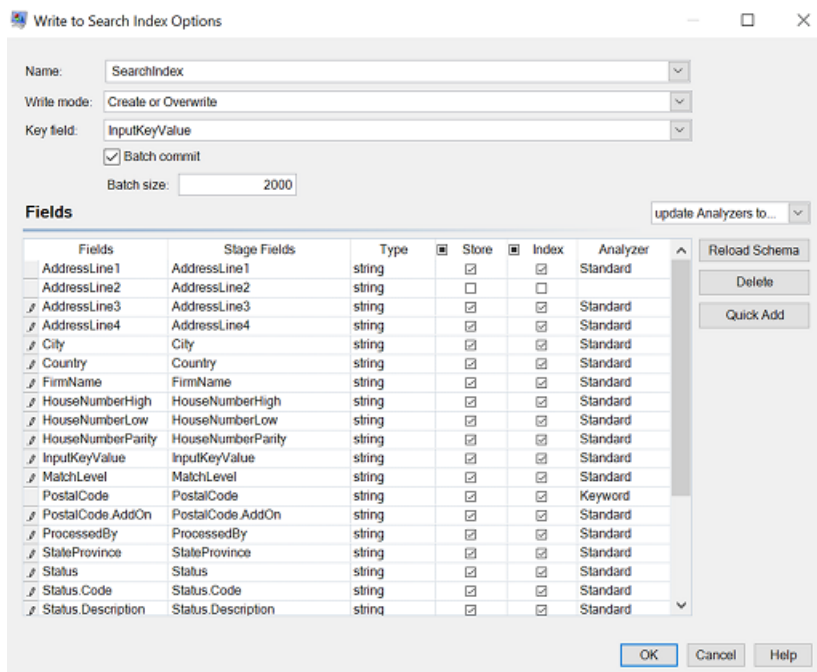 Write to Search Index Options
Name: SearchIndex
Write mode: Create or Overwrite
Key field: InputKeyValue
Batch commit
Batch size: 2000
Fields update Analyzers to...
Fields Stage Fields Type Store Index Analyzer
AddressLine1 AddressLine1 string Standard
AddressLine2 AddressLine2 string
AddressLine3 AddressLine3 string Standard
AddressLine4 AddressLine4 string Standard
City City string Standard
Country Country string Standard
FirmName FirmName string Standard
HouseNumberHigh HouseNumberHigh string Standard
HouseNumberLow HouseNumberLow string Standard
HouseNumberParity HouseNumberParity string Standard
InputKeyValue InputKeyValue string Standard
MatchLevel MatchLevel string Standard
PostalCode PostalCode string Keyword
PostalCode.AddOn PostalCode.AddOn string Standard
ProcessedBy ProcessedBy string Standard
StateProvince StateProvince string Standard
Status Status string Standard
Status.Code Status.Code string Standard
Status.Description Status.Description string Standard
Reload Schema
Delete
Quick Add
OK Cancel Help